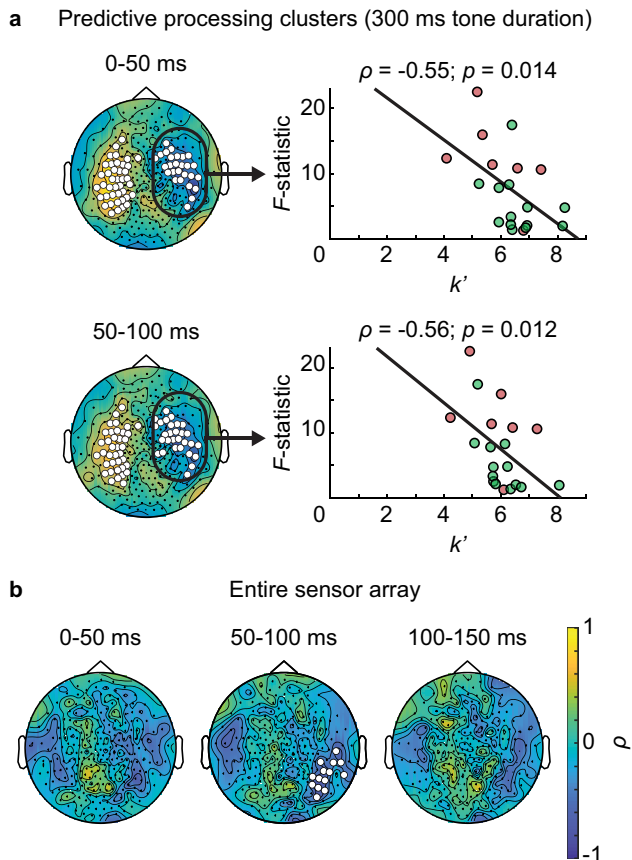 a Predictive processing clusters (300 ms tone duration)
0-50 ms
ρ = -0.55; p = 0.014
20
10
0
F-statistic
0 2 4 6 8
k'
50-100 ms
ρ = -0.56; p = 0.012
20
10
0
F-statistic
0 2 4 6 8
k'
b Entire sensor array
0-50 ms 50-100 ms 100-150 ms
1
0
-1
ρ